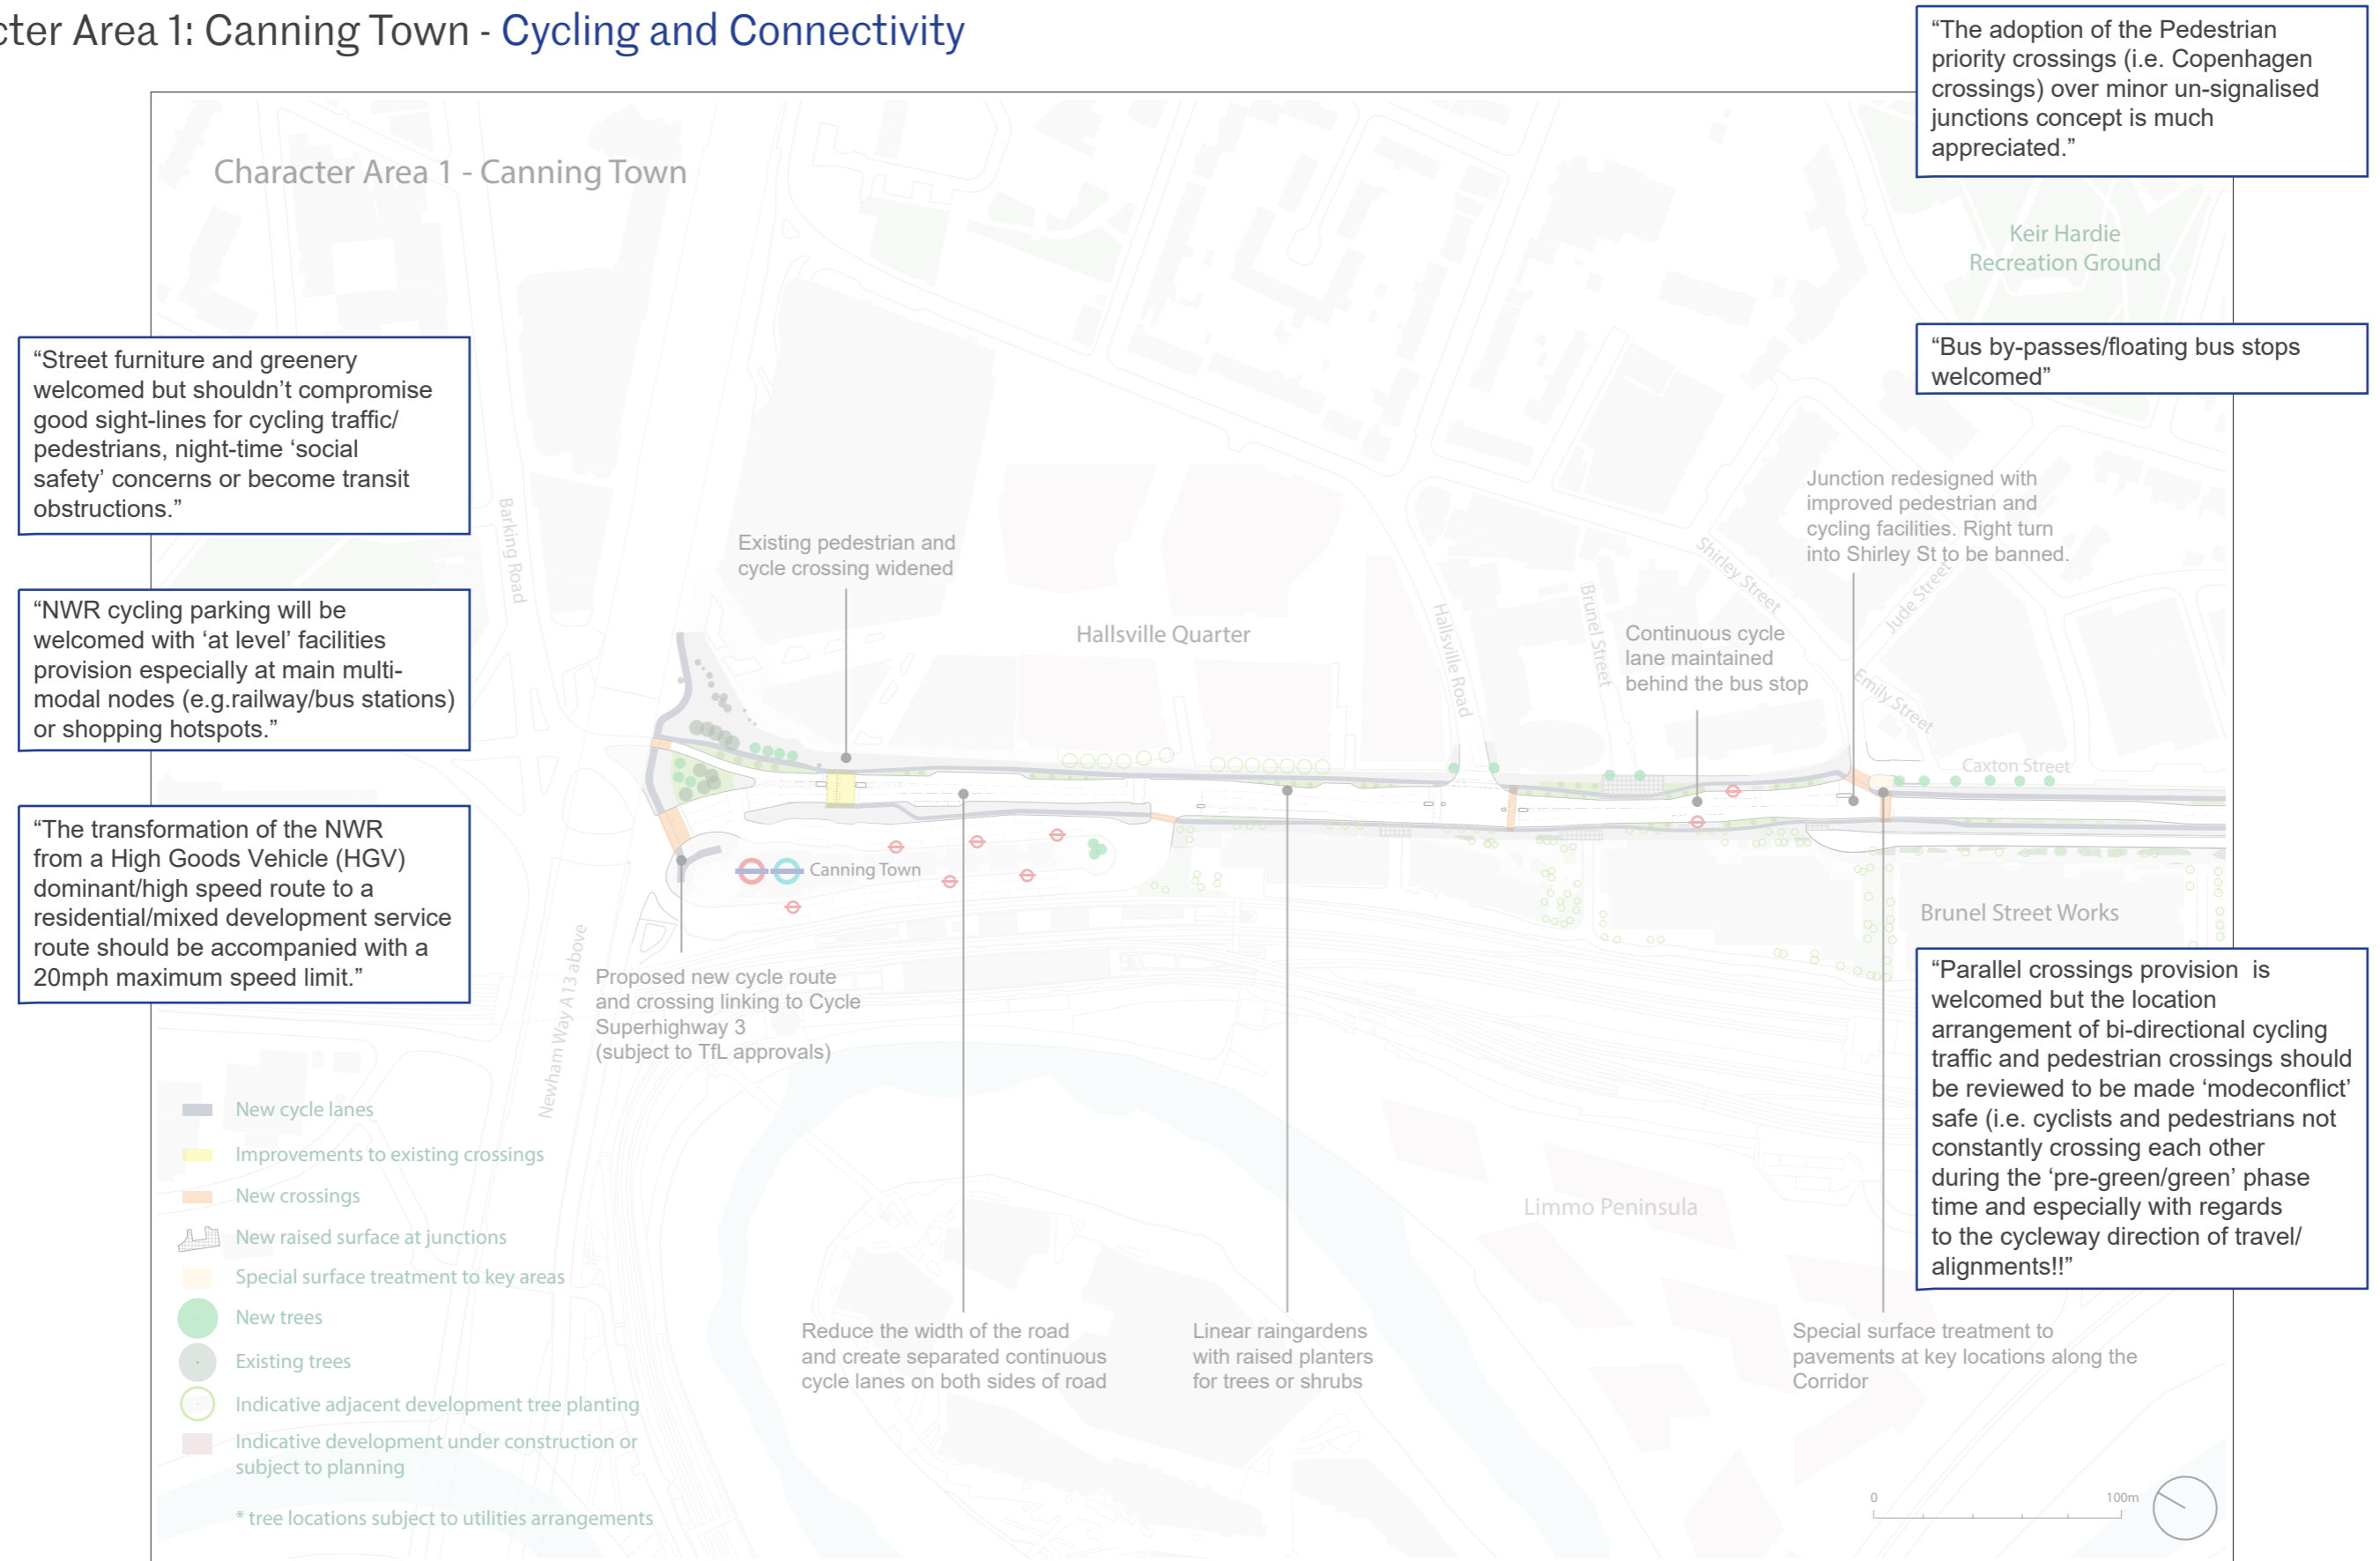 cter Area 1: Canning Town - Cycling and Connectivity
“The adoption of the Pedestrian
priority crossings (i.e. Copenhagen
crossings) over minor un-signalised
junctions concept is much
appreciated.”
Character Area 1 - Canning Town
Keir Hardie
Recreation Ground
“Bus by-passes/floating bus stops
welcomed”
“Street furniture and greenery
welcomed but shouldn’t compromise
good sight-lines for cycling traffic/
pedestrians, night-time ‘social
safety’ concerns or become transit
obstructions.”
Junction redesigned with
improved pedestrian and
cycling facilities. Right turn
into Shirley St to be banned.
Barking Road
Existing pedestrian and
cycle crossing widened
Shirley Street
Jude Street
“NWR cycling parking will be
welcomed with ‘at level’ facilities
provision especially at main multi-
modal nodes (e.g.railway/bus stations)
or shopping hotspots.”
Hallsville Quarter
Hallsville Road
Brunel Street
Continuous cycle
lane maintained
behind the bus stop
Emily Street
Caxton Street
“The transformation of the NWR
from a High Goods Vehicle (HGV)
dominant/high speed route to a
residential/mixed development service
route should be accompanied with a
20mph maximum speed limit.”
Canning Town
Brunel Street Works
Newham Way A13 above
Proposed new cycle route
and crossing linking to Cycle
Superhighway 3
(subject to TfL approvals)
“Parallel crossings provision is
welcomed but the location
arrangement of bi-directional cycling
traffic and pedestrian crossings should
be reviewed to be made ‘modeconflict’
safe (i.e. cyclists and pedestrians not
constantly crossing each other
during the ‘pre-green/green’ phase
time and especially with regards
to the cycleway direction of travel/
alignments!!”
Limmo Peninsula
New cycle lanes
Improvements to existing crossings
New crossings
New raised surface at junctions
Special surface treatment to key areas
New trees
Existing trees
Indicative adjacent development tree planting
Indicative development under construction or
subject to planning
* tree locations subject to utilities arrangements
Reduce the width of the road
and create separated continuous
cycle lanes on both sides of road
Linear raingardens
with raised planters
for trees or shrubs
Special surface treatment to
pavements at key locations along the
Corridor
0 100m